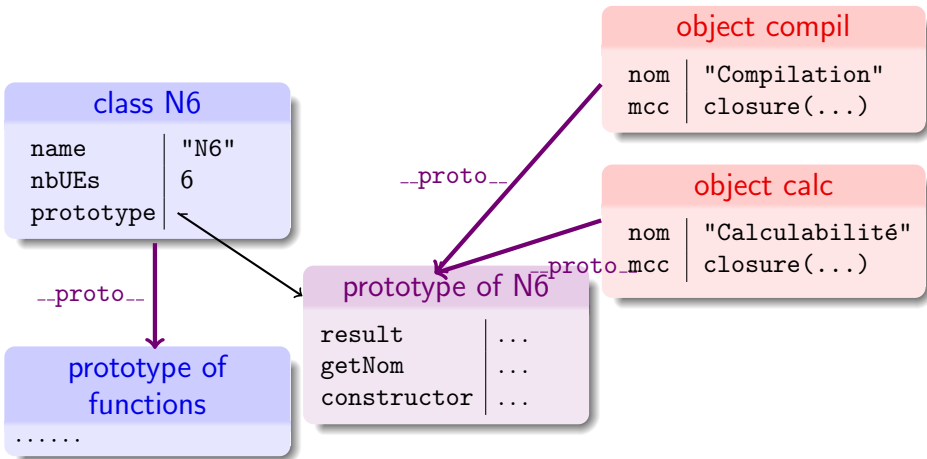 class N6
name "N6"
nbUEs 6
prototype -
__proto__
prototype of
functions
......
object compil
nom "Compilation"
mcc closure(...)
__proto__
object calc
nom "Calculabilité"
mcc closure(...)
__proto__
prototype of N6
result ...
getNom ...
constructor ...